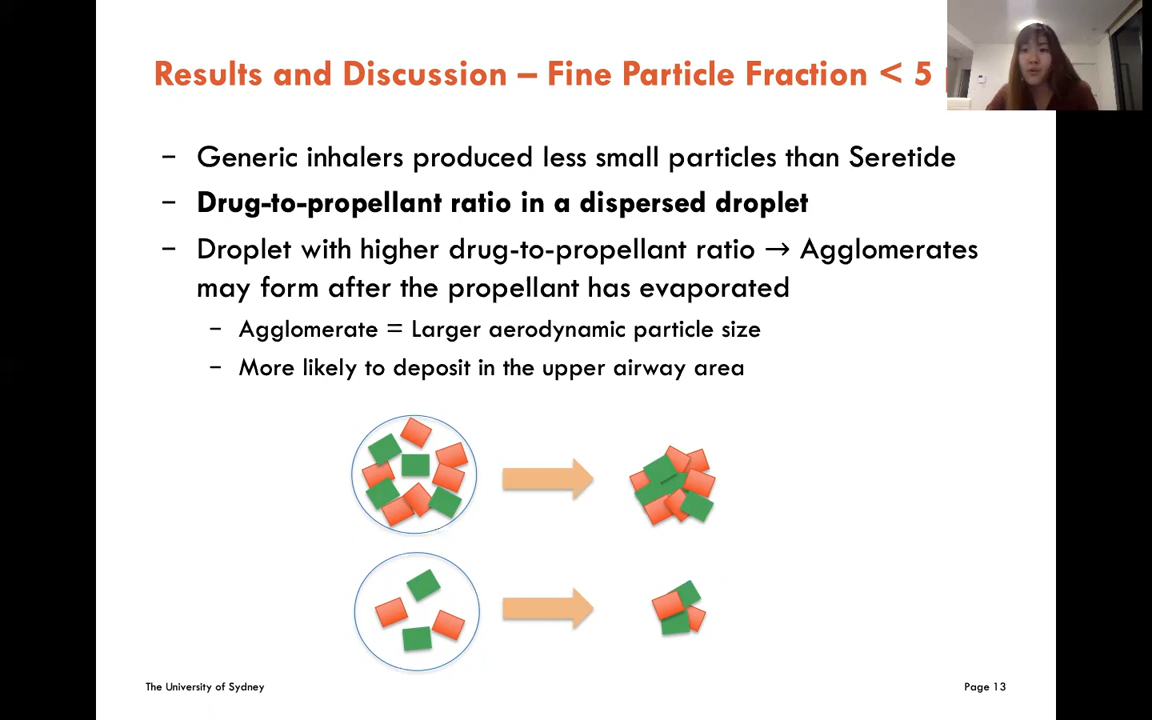 Results and Discussion – Fine Particle Fraction < 5
– Generic inhalers produced less small particles than Seretide
– Drug-to-propellant ratio in a dispersed droplet
– Droplet with higher drug-to-propellant ratio → Agglomerates
may form after the propellant has evaporated
– Agglomerate = Larger aerodynamic particle size
– More likely to deposit in the upper airway area
The University of Sydney
Page 13